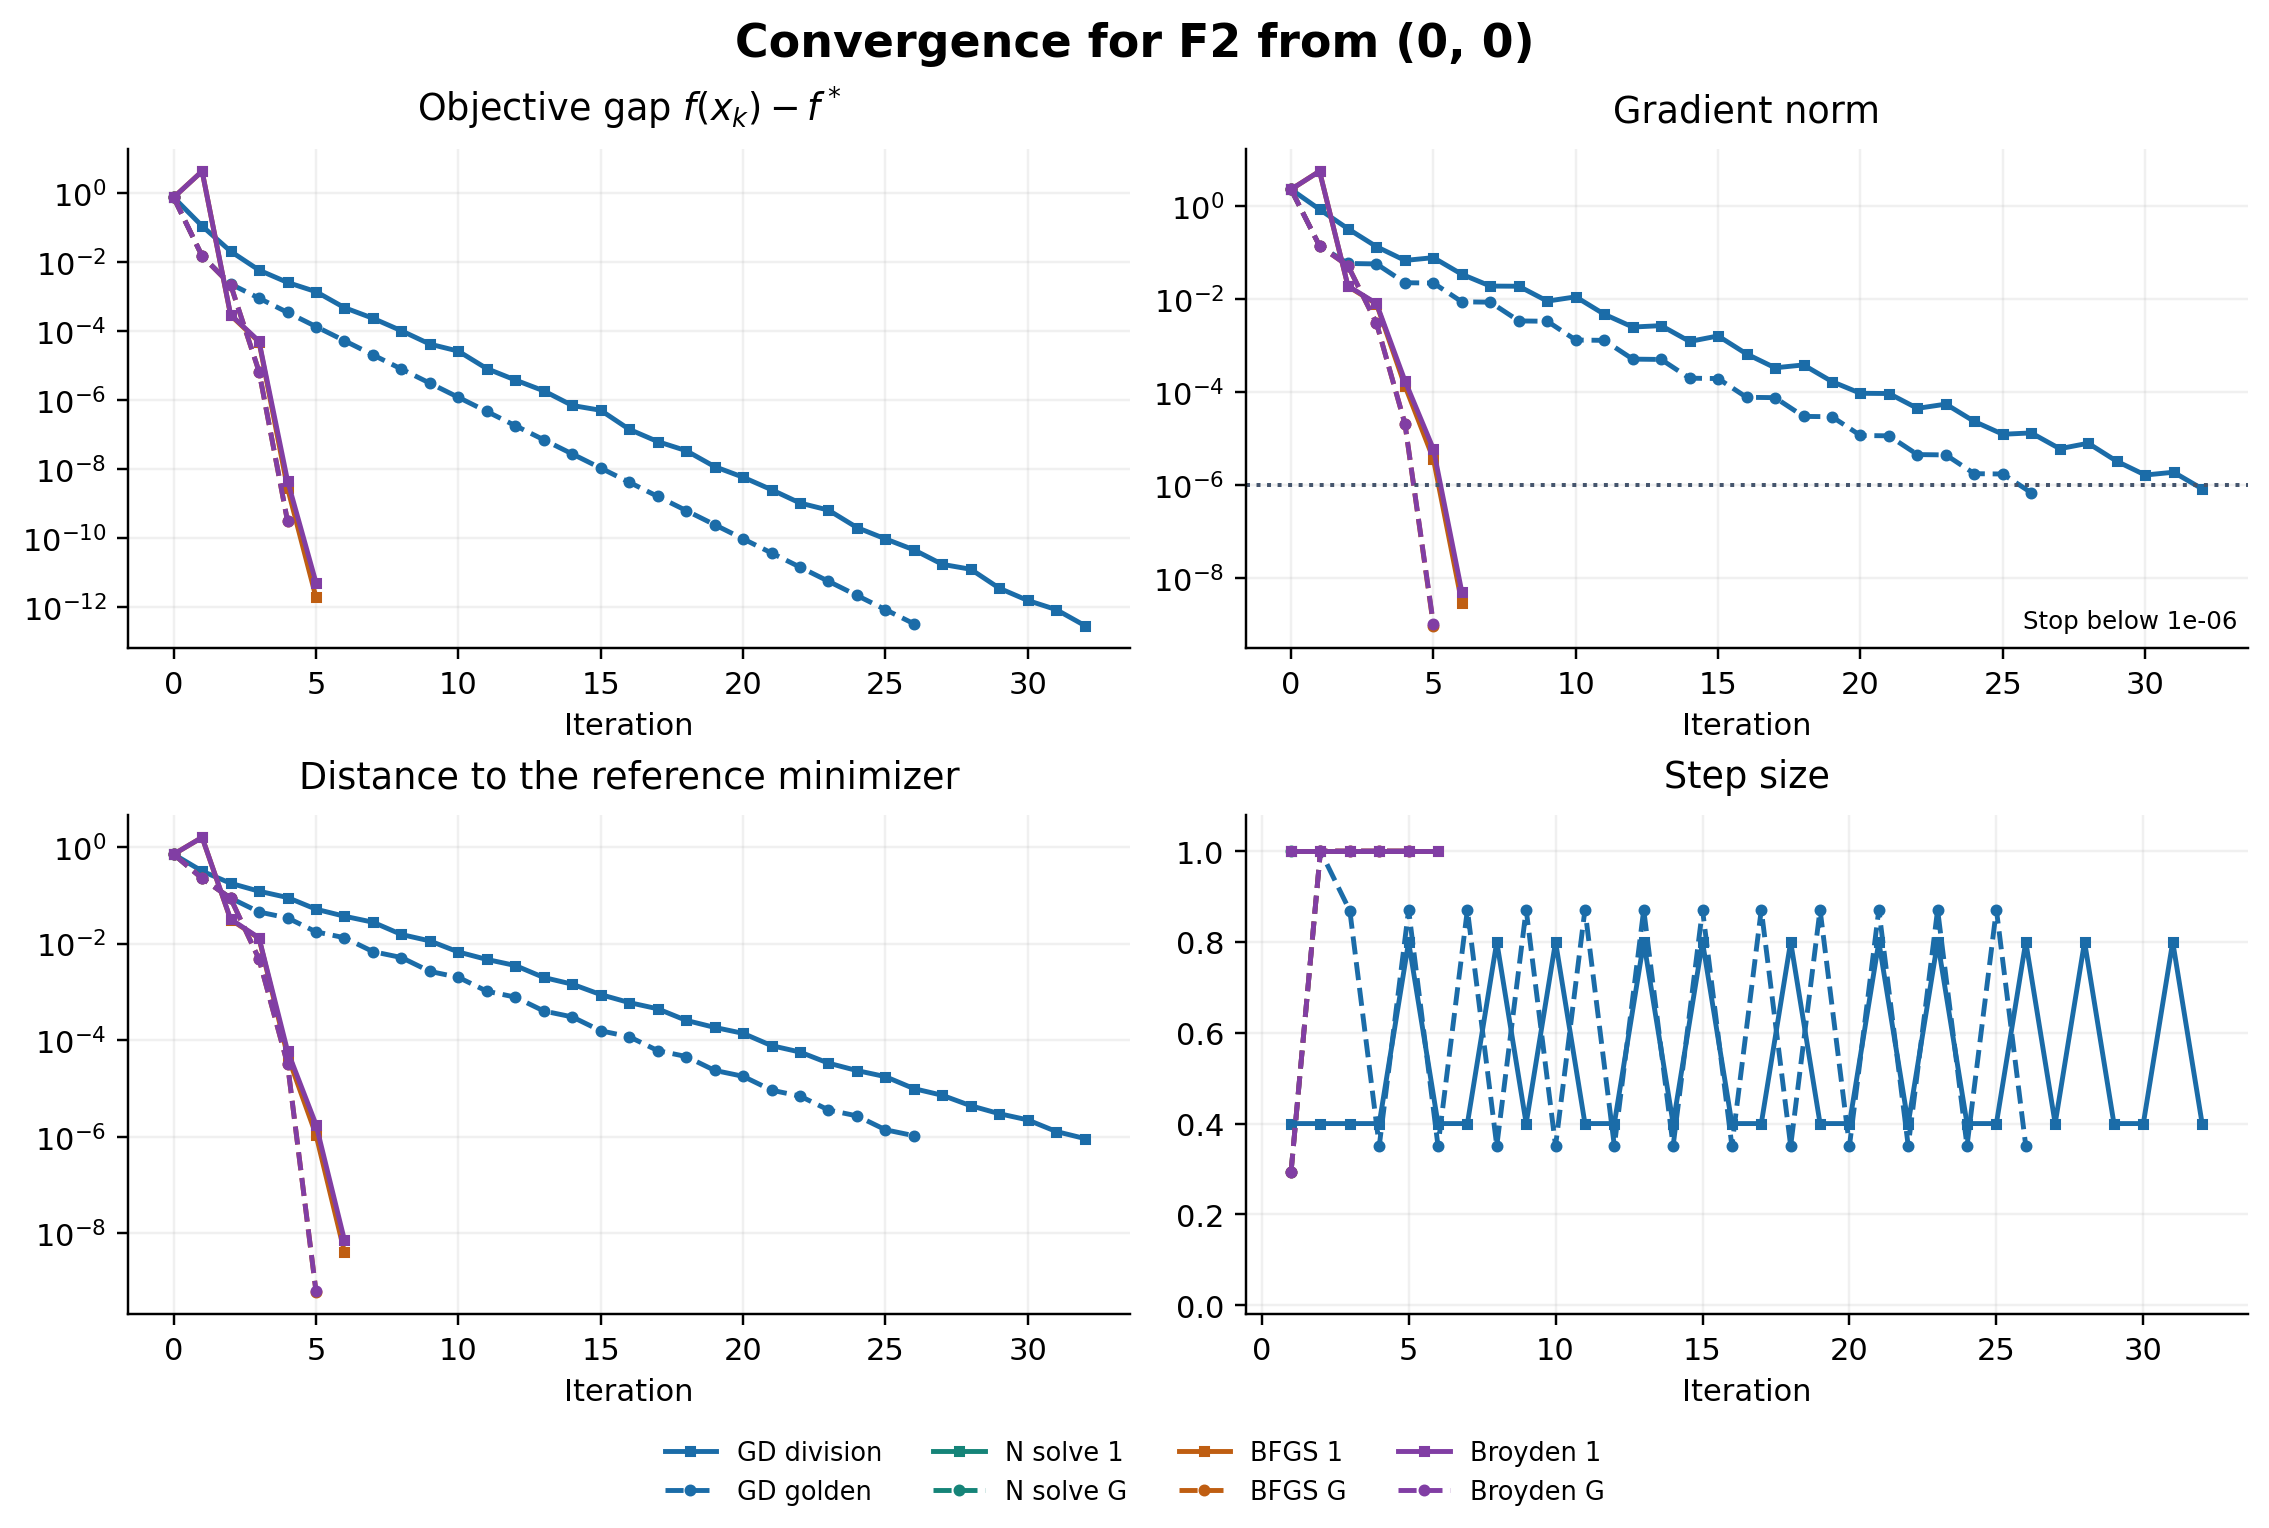 Convergence for F2 from (0, 0)
Objective gap f(x_k) − f^*
10^0
10^−2
10^−4
10^−6
10^−8
10^−10
10^−12
0 5 10 15 20 25 30
Iteration
Gradient norm
10^0
10^−2
10^−4
10^−6
10^−8
Stop below 1e-06
0 5 10 15 20 25 30
Iteration
Distance to the reference minimizer
10^0
10^−2
10^−4
10^−6
10^−8
0 5 10 15 20 25 30
Iteration
Step size
1.0
0.8
0.6
0.4
0.2
0.0
0 5 10 15 20 25 30
Iteration
GD division N solve 1 BFGS 1 Broyden 1
GD golden N solve G BFGS G Broyden G